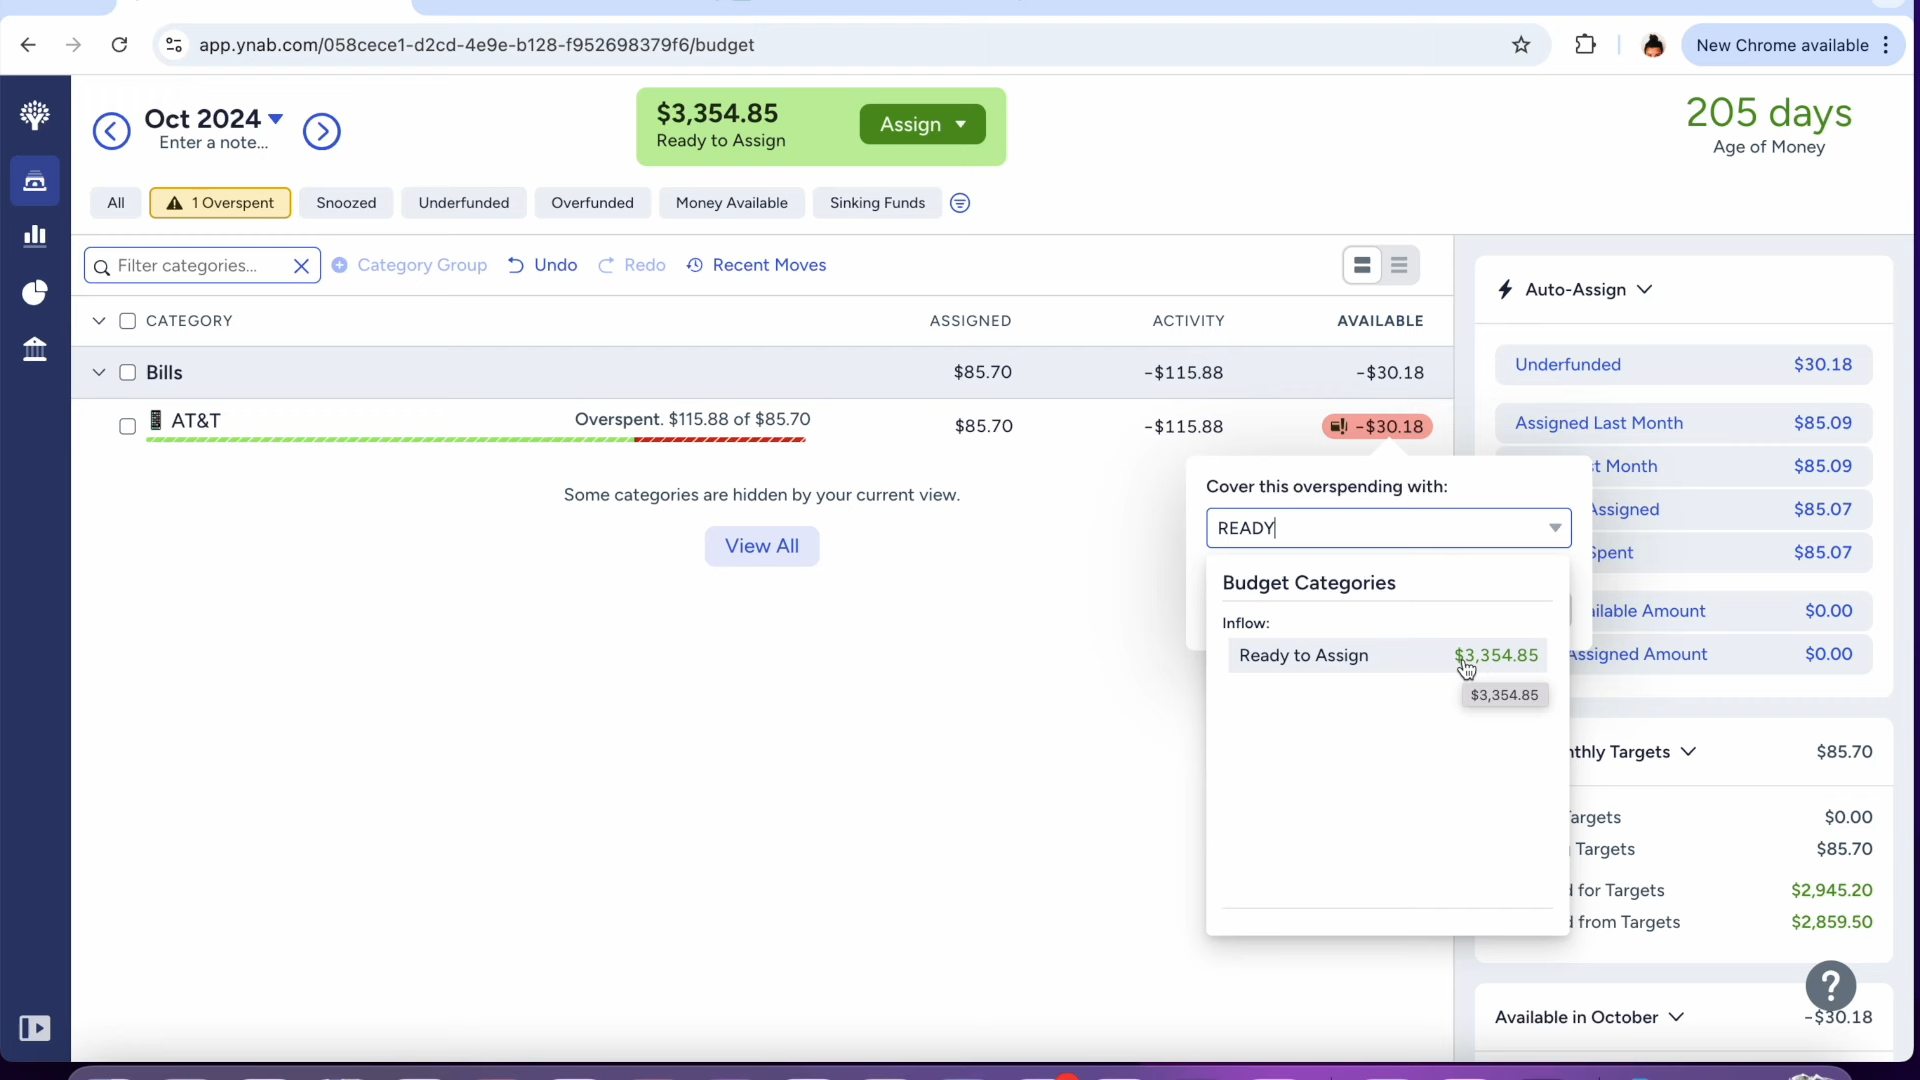 app.ynab.com/058cece1-d2cd-4e9e-b128-f952698379f6/budget
New Chrome available
Oct 2024
Enter a note...
$3,354.85
Ready to Assign
Assign
205 days
Age of Money
All
1 Overspent
Snoozed
Underfunded
Overfunded
Money Available
Sinking Funds
Filter categories...
Category Group
Undo
Redo
Recent Moves
CATEGORY ASSIGNED ACTIVITY AVAILABLE
Bills $85.70 -$115.88 -$30.18
AT&T Overspent. $115.88 of $85.70 $85.70 -$115.88 -$30.18
Some categories are hidden by your current view.
View All
Cover this overspending with:
READY
Budget Categories
Inflow:
Ready to Assign $3,354.85
$3,354.85
Auto-Assign
Underfunded $30.18
Assigned Last Month $85.09
Month $85.09
Assigned $85.07
Spent $85.07
Amount $0.00
Assigned Amount $0.00
Targets $85.70
Targets $0.00
Targets $85.70
for Targets $2,945.20
from Targets $2,859.50
?
Available in October -$30.18